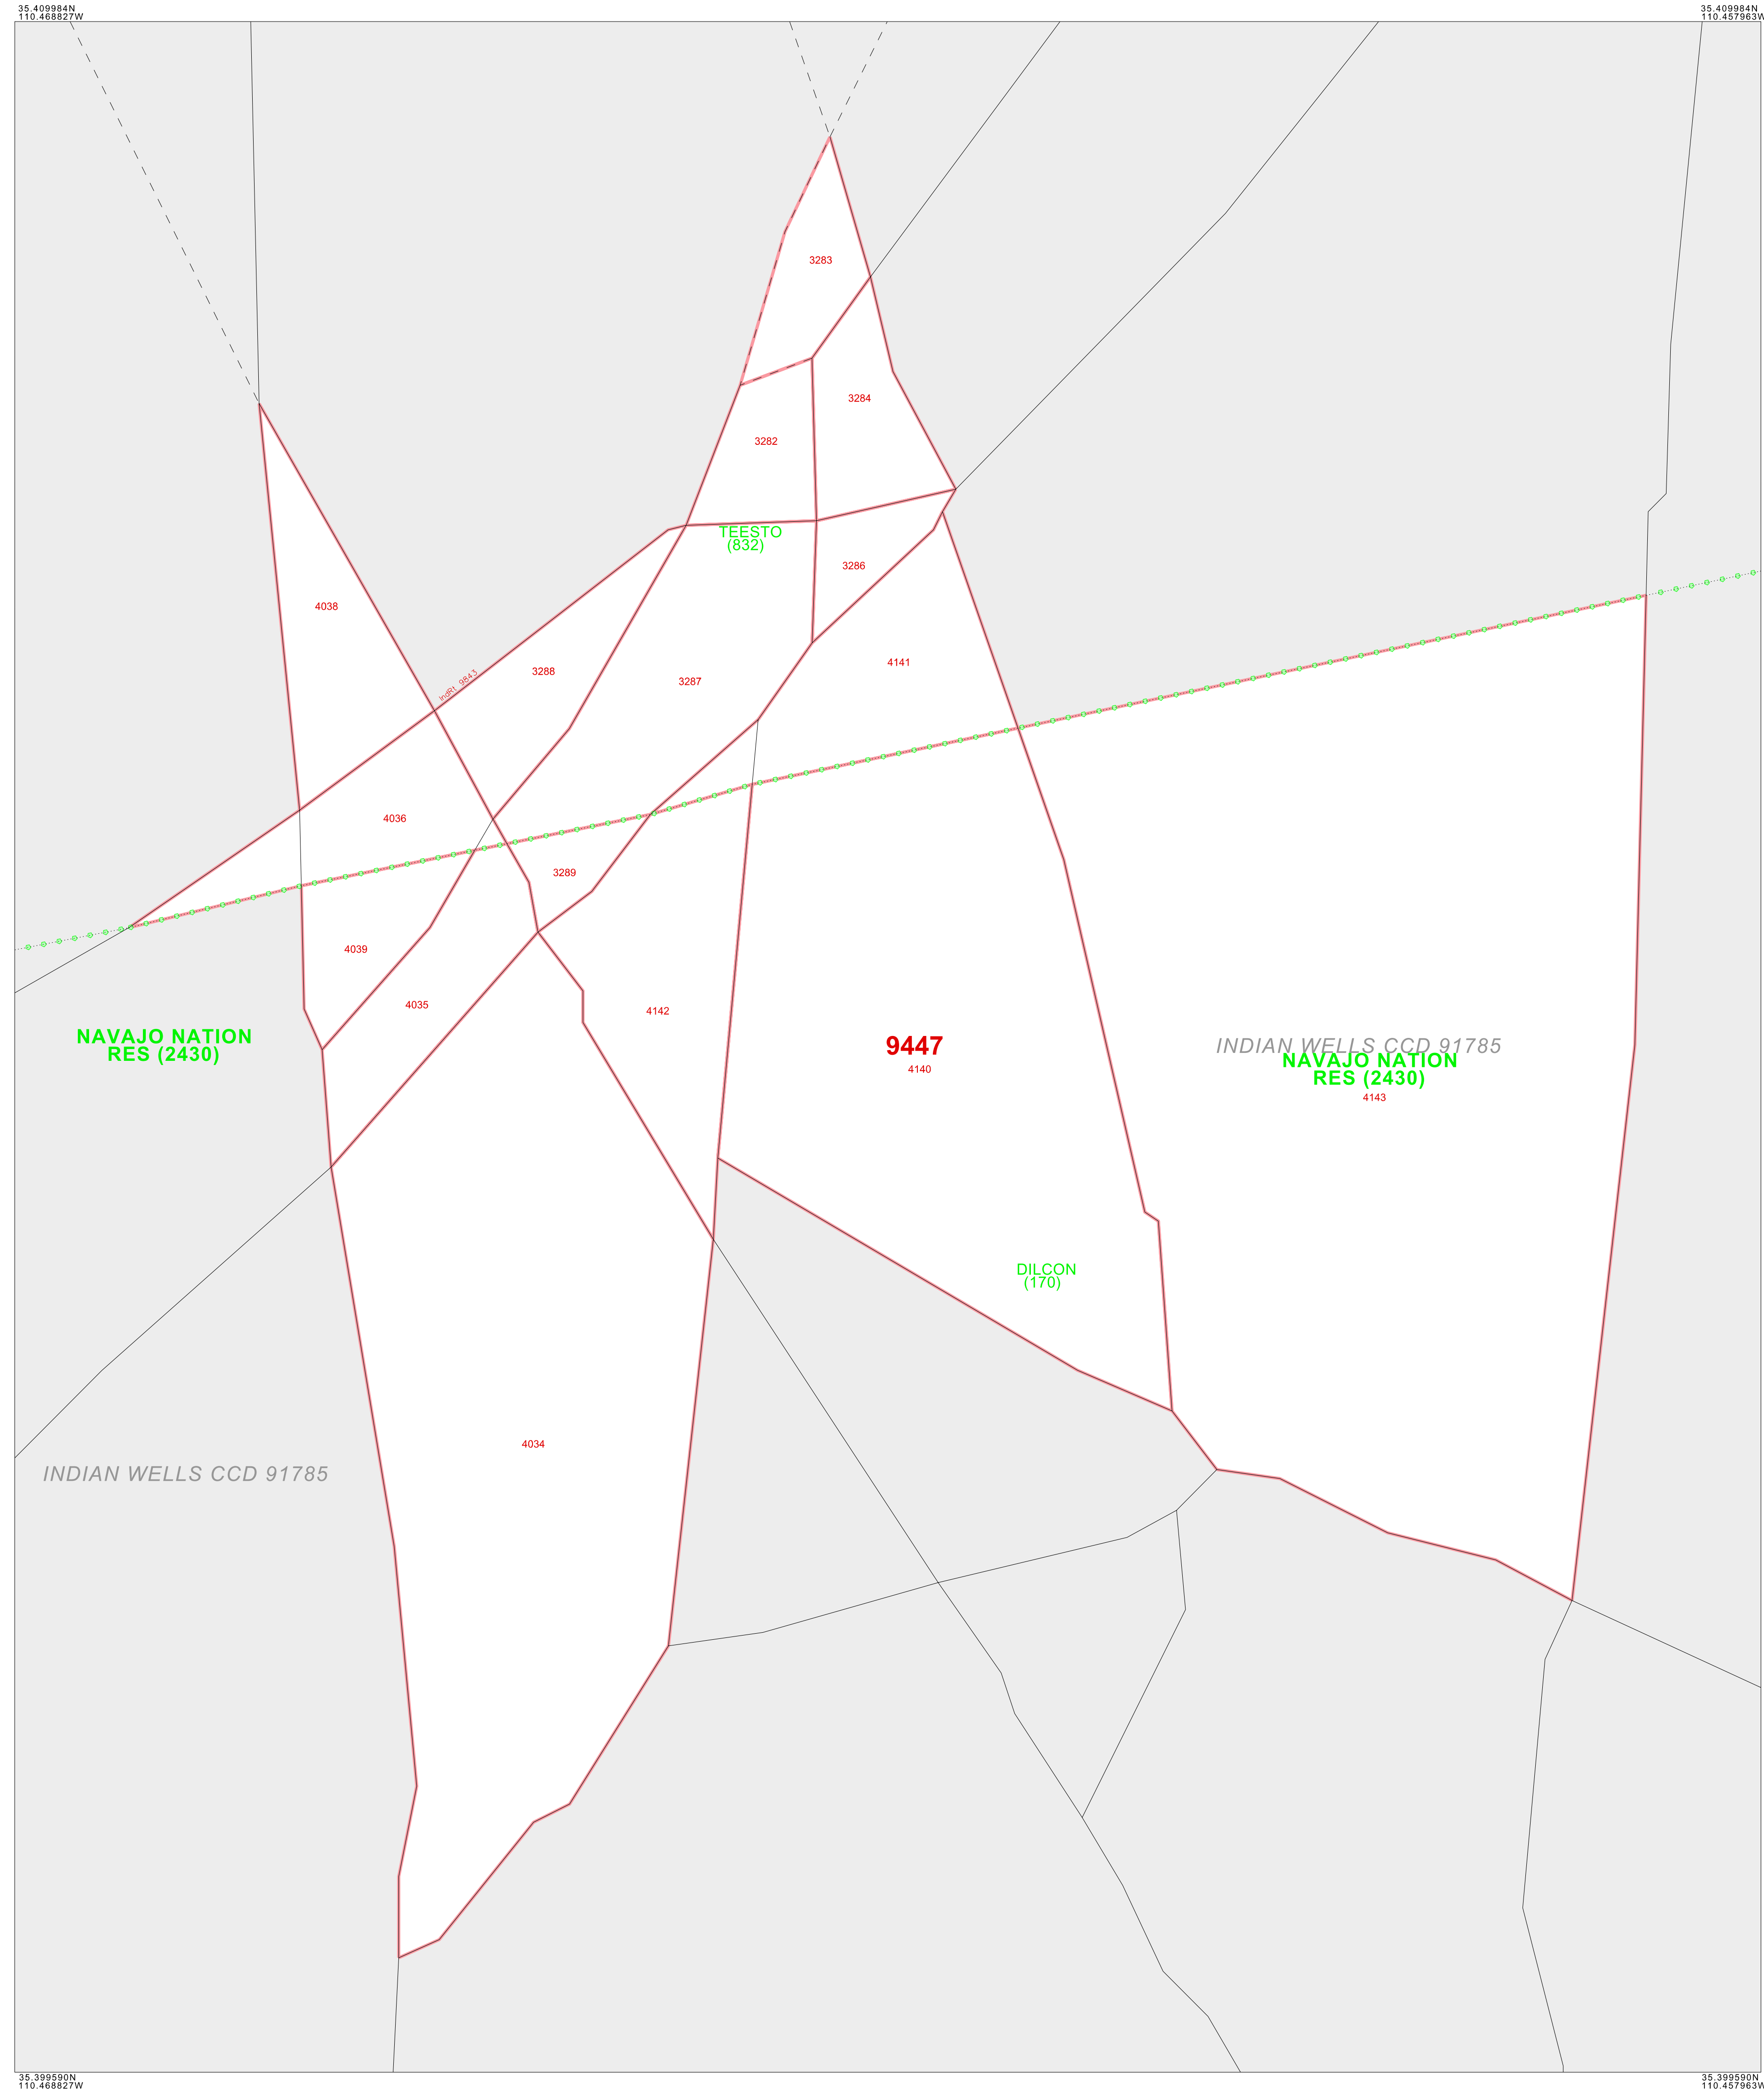 35.409984N
110.468827W
35.409984N
110.457963W
3283
3284
3282
TEESTO
(832)
3286
4038
IndRt 9843
3288
3287
4141
4036
3289
4039
4035
4142
NAVAJO NATION
RES (2430)
9447
4140
INDIAN WELLS CCD 91785
NAVAJO NATION
RES (2430)
4143
DILCON
(170)
4034
INDIAN WELLS CCD 91785
35.399590N
110.468827W
35.399590N
110.457963W